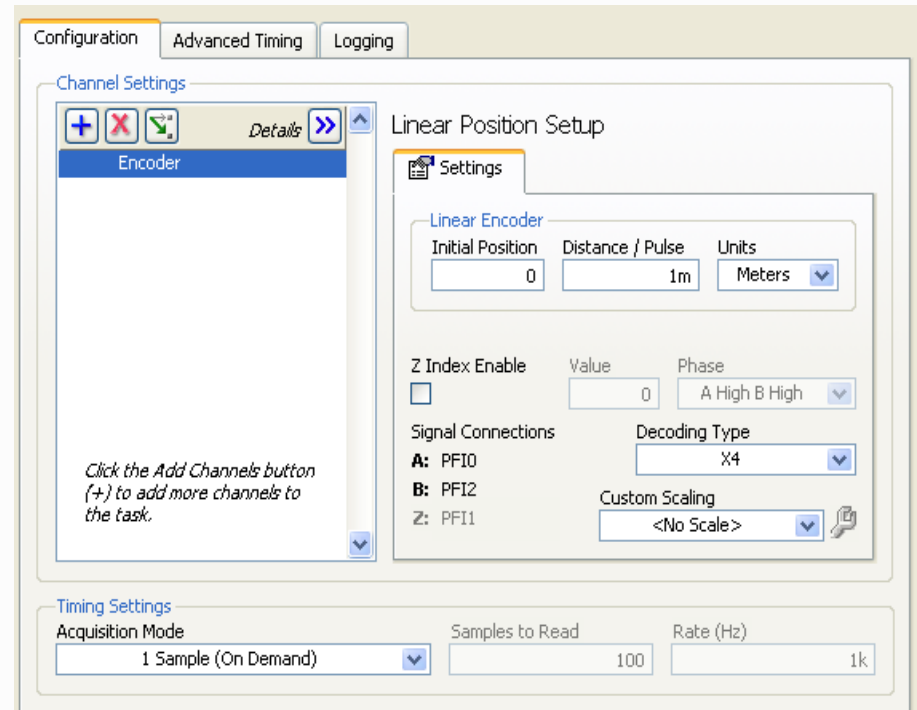 Configuration Advanced Timing Logging
Channel Settings
Details
Encoder
Click the Add Channels button
(+) to add more channels to
the task.
Linear Position Setup
Settings
Linear Encoder
Initial Position Distance / Pulse Units
0 1m Meters
Z Index Enable Value Phase
0 A High B High
Signal Connections Decoding Type
A: PFI0 X4
B: PFI2
Custom Scaling
Z: PFI1 <No Scale>
Timing Settings
Acquisition Mode Samples to Read Rate (Hz)
1 Sample (On Demand) 100 1k